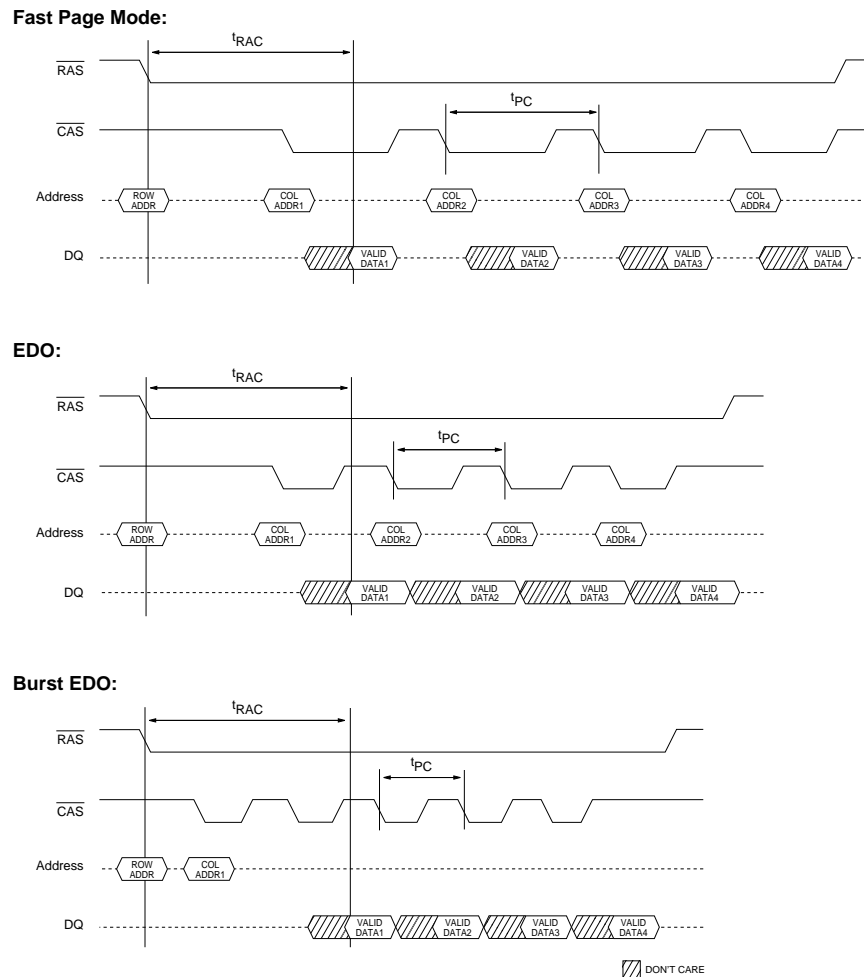 Fast Page Mode:
tRAC
RAS
tPC
CAS
Address
ROW
ADDR
COL
ADDR1
COL
ADDR2
COL
ADDR3
COL
ADDR4
DQ
VALID
DATA1
VALID
DATA2
VALID
DATA3
VALID
DATA4
EDO:
tRAC
RAS
tPC
CAS
Address
ROW
ADDR
COL
ADDR1
COL
ADDR2
COL
ADDR3
COL
ADDR4
DQ
VALID
DATA1
VALID
DATA2
VALID
DATA3
VALID
DATA4
Burst EDO:
tRAC
RAS
tPC
CAS
Address
ROW
ADDR
COL
ADDR1
DQ
VALID
DATA1
VALID
DATA2
VALID
DATA3
VALID
DATA4
DON'T CARE